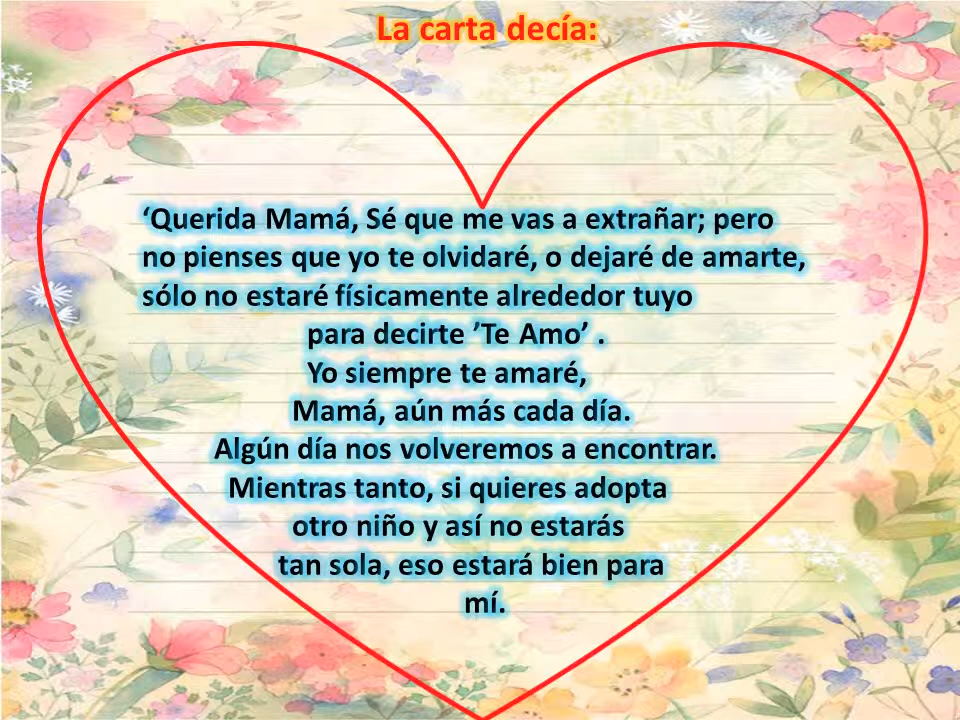 La carta decía:
‘Querida Mamá, Sé que me vas a extrañar; pero
no pienses que yo te olvidaré, o dejaré de amarte,
sólo no estaré físicamente alrededor tuyo
para decirte ’Te Amo’ .
Yo siempre te amaré,
Mamá, aún más cada día.
Algún día nos volveremos a encontrar.
Mientras tanto, si quieres adopta
otro niño y así no estarás
tan sola, eso estará bien para
mí.